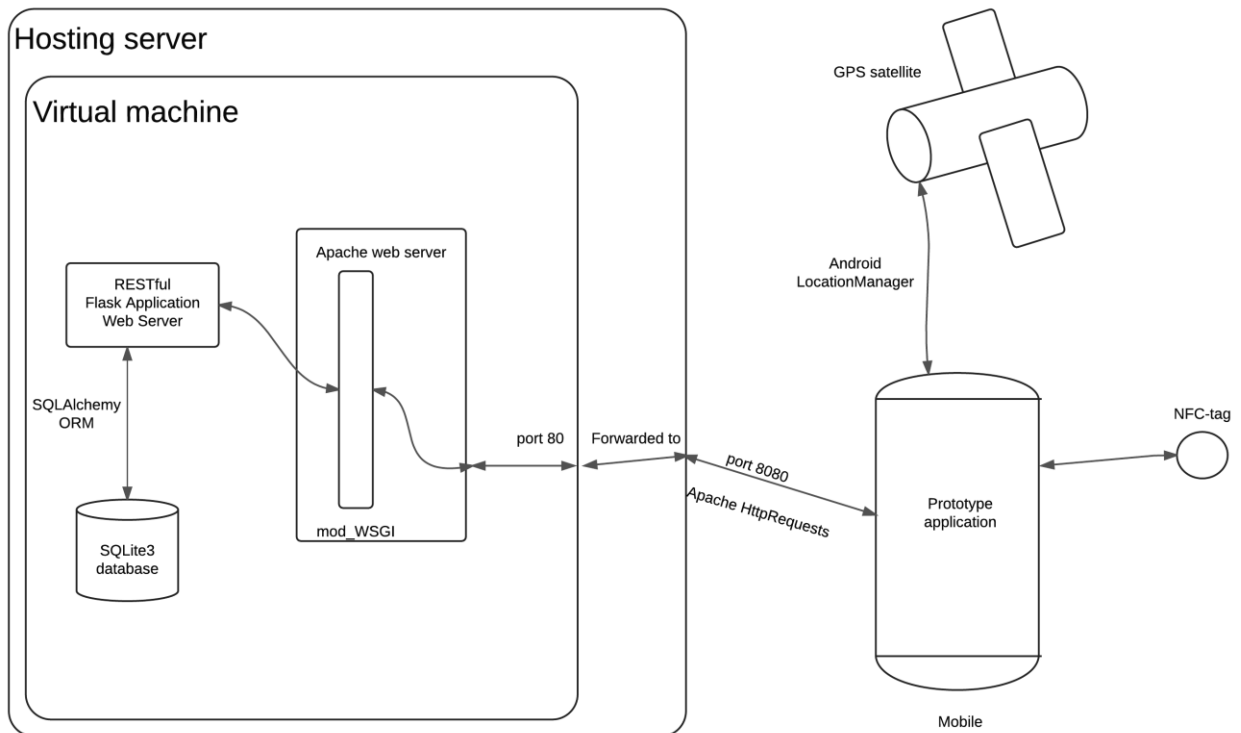 Hosting server
Virtual machine
GPS satellite
Apache web server
RESTful
Flask Application
Web Server
Android
LocationManager
SQLAlchemy
ORM
port 80
Forwarded to
port 8080
Apache HttpRequests
NFC-tag
Prototype
application
mod_WSGI
SQLite3
database
Mobile